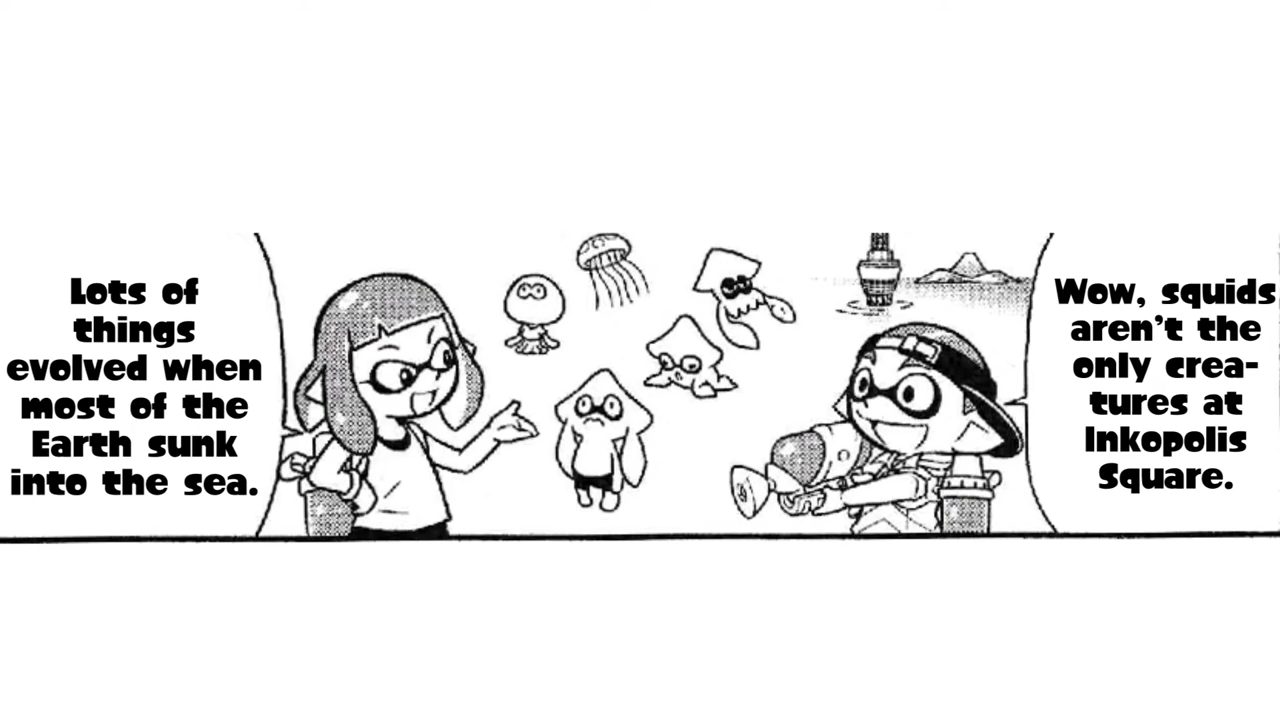 Wow, squids
aren't the
only crea-
tures at
Inkopolis
Square.
Lots of
things
evolved when
most of the
Earth sunk
into the sea.